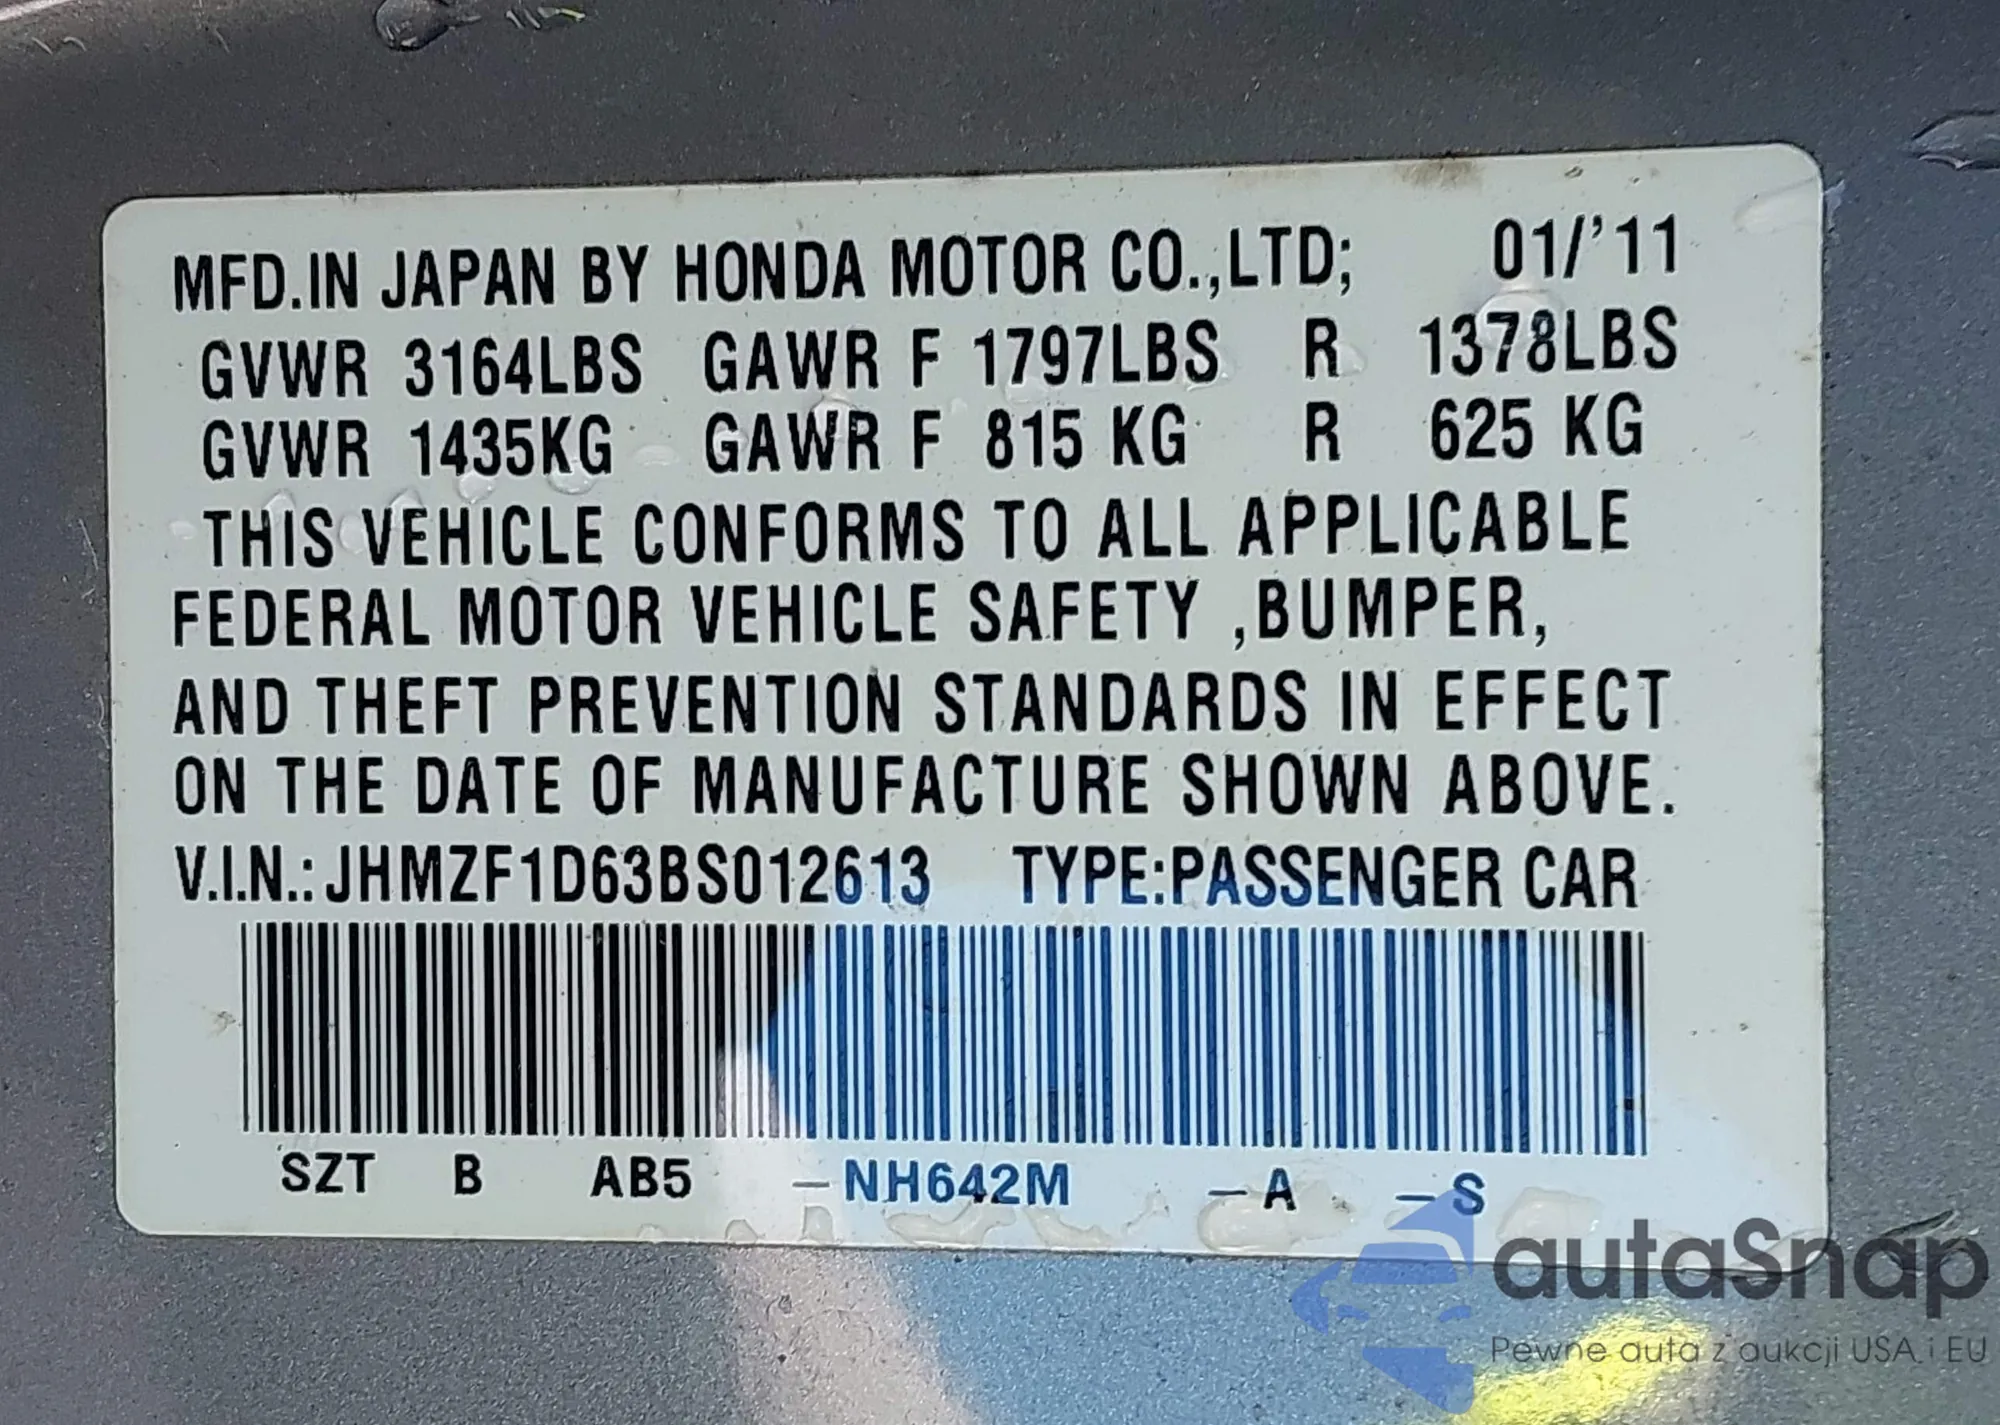 MFD.IN JAPAN BY HONDA MOTOR CO.,LTD; 01/'11
GVWR 3164LBS GAWR F 1797LBS R 1378LBS
GVWR 1435KG GAWR F 815 KG R 625 KG
THIS VEHICLE CONFORMS TO ALL APPLICABLE
FEDERAL MOTOR VEHICLE SAFETY ,BUMPER,
AND THEFT PREVENTION STANDARDS IN EFFECT
ON THE DATE OF MANUFACTURE SHOWN ABOVE.
V.I.N.: JHMZF1D63BS012613 TYPE:PASSENGER CAR
SZT B AB5 –NH642M –A –S
autaSnap
Pewne auta z aukcji USA i EU